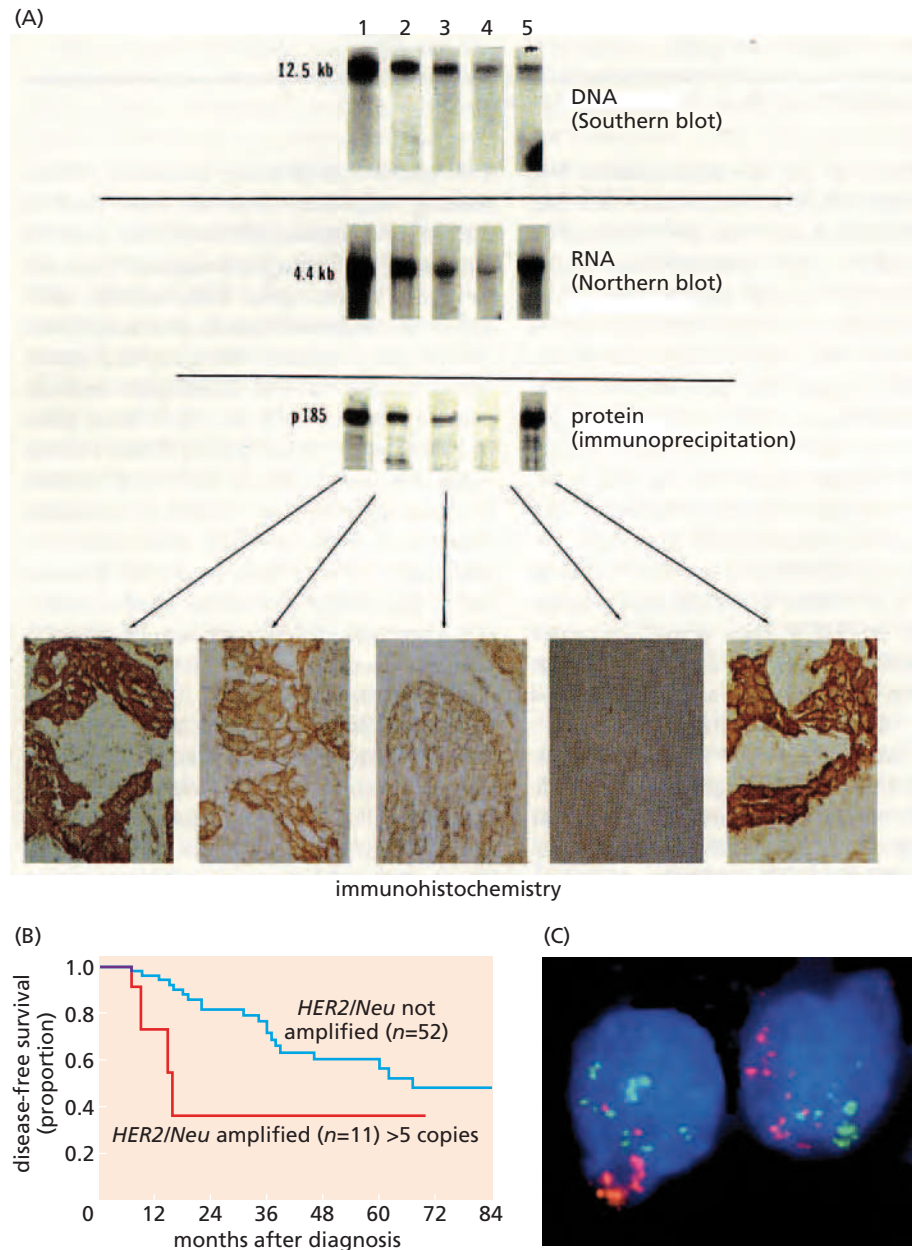 (A)
1 2 3 4 5
12.5 kb
DNA
(Southern blot)
4.4 kb
RNA
(Northern blot)
p185
protein
(immunoprecipitation)
immunohistochemistry
(B)
1.0
0.8
0.6
0.4
0.2
disease-free survival
(proportion)
HER2/Neu not
amplified (n=52)
HER2/Neu amplified (n=11) >5 copies
0 12 24 36 48 60 72 84
months after diagnosis
(C)